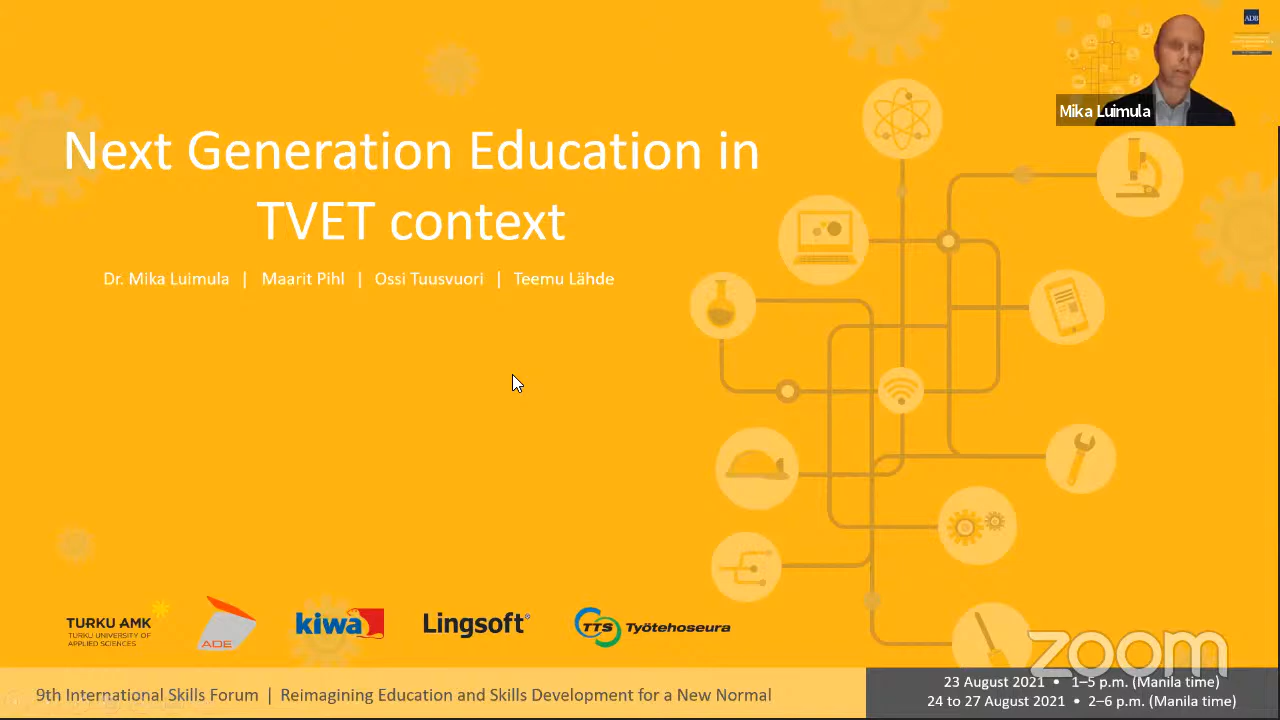 ADB
Mika Luimula
Next Generation Education in
TVET context
Dr. Mika Luimula | Maarit Pihl | Ossi Tuusvuori | Teemu Lähde
TURKU AMK
TURKU UNIVERSITY OF
APPLIED SCIENCES
ADE
kiwa
Lingsoft®
TTS Työtehoseura
zoom
9th International Skills Forum | Reimagining Education and Skills Development for a New Normal
23 August 2021 • 1–5 p.m. (Manila time)
24 to 27 August 2021 • 2–6 p.m. (Manila time)